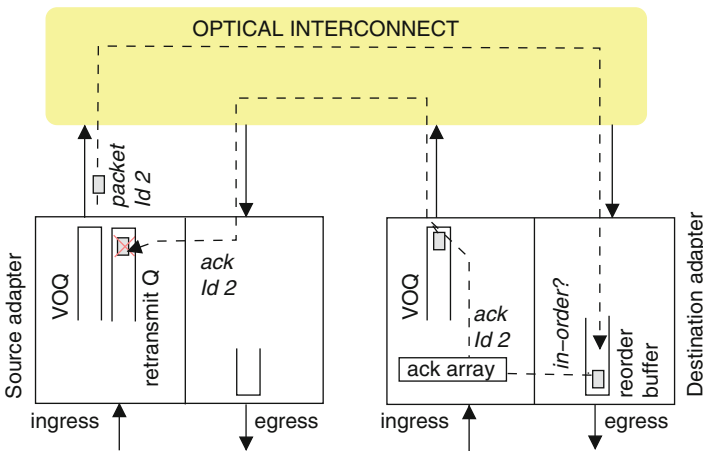 OPTICAL INTERCONNECT
packet
Id 2
Source adapter
VOQ
retransmit Q
ack
Id 2
VOQ
ack
Id 2
in–order?
ack array
reorder
buffer
Destination adapter
ingress
egress
ingress
egress